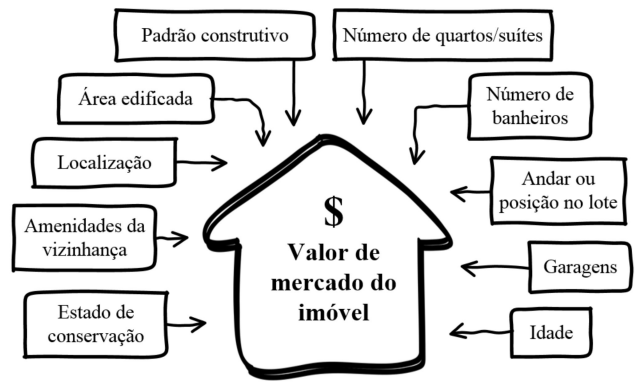 Padrão construtivo
Número de quartos/suítes
Área edificada
Número de
banheiros
Localização
Andar ou
posição no lote
Amenidades da
vizinhança
$
Valor de
mercado do
imóvel
Garagens
Estado de
conservação
Idade